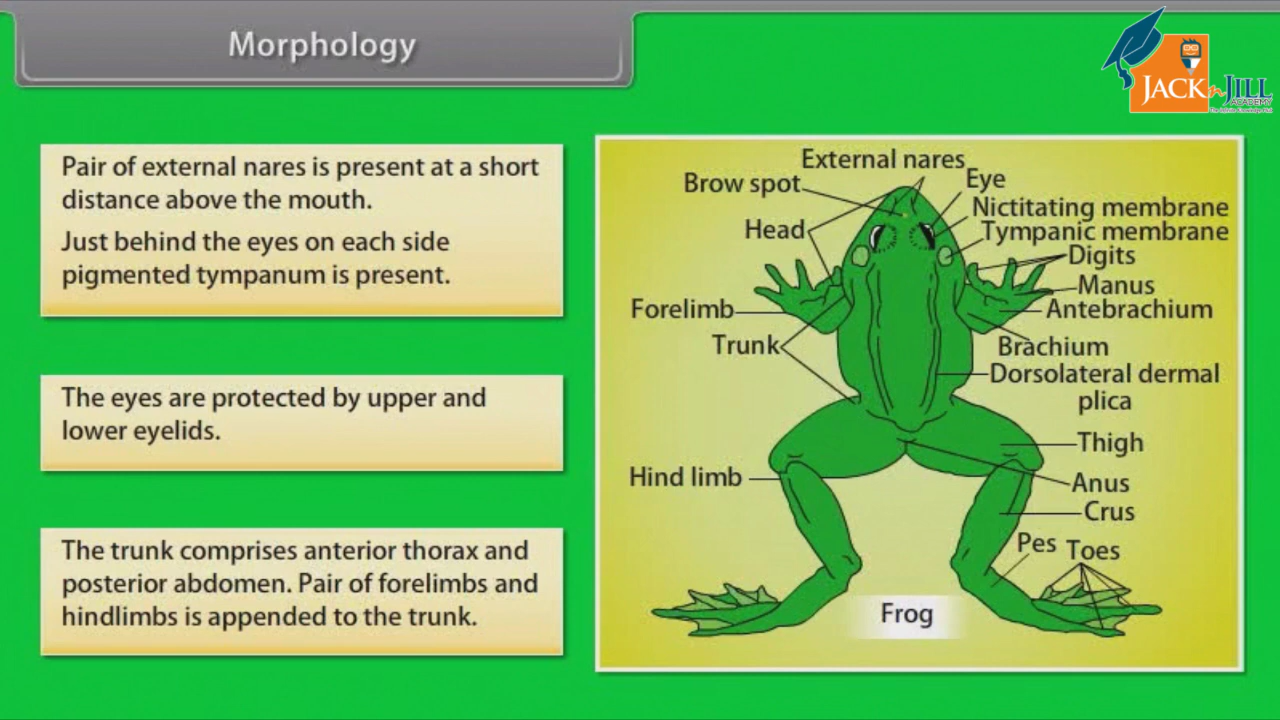 Morphology
JACK n JILL
ACADEMY
Pair of external nares is present at a short
distance above the mouth.
Just behind the eyes on each side
pigmented tympanum is present.
The eyes are protected by upper and
lower eyelids.
The trunk comprises anterior thorax and
posterior abdomen. Pair of forelimbs and
hindlimbs is appended to the trunk.
External nares
Brow spot
Eye
Nictitating membrane
Head
Tympanic membrane
Digits
Manus
Forelimb
Antebrachium
Trunk
Brachium
Dorsolateral dermal
plica
Thigh
Hind limb
Anus
Crus
Pes
Toes
Frog